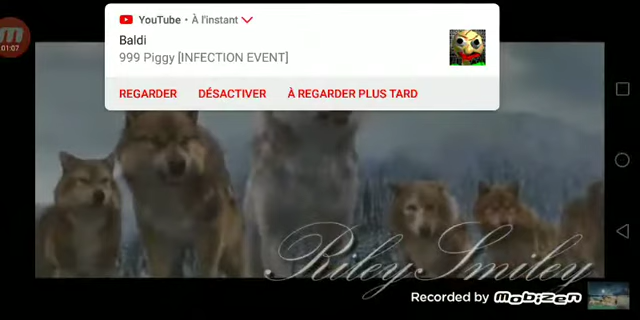 YouTube • À l'instant
Baldi
999 Piggy [INFECTION EVENT]
REGARDER DÉSACTIVER À REGARDER PLUS TARD
M
01:07
RileySmiley
Recorded by mobizen